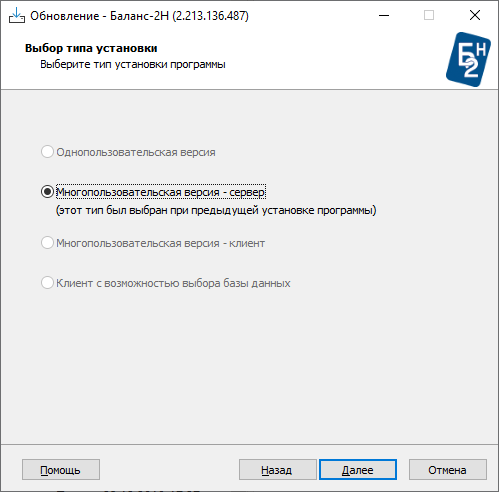 Обновление - Баланс-2Н (2.213.136.487)
Выбор типа установки
Выберите тип установки программы
Б2Н
Однопользовательская версия
Многопользовательская версия - сервер
(этот тип был выбран при предыдущей установке программы)
Многопользовательская версия - клиент
Клиент с возможностью выбора базы данных
Помощь Назад Далее Отмена